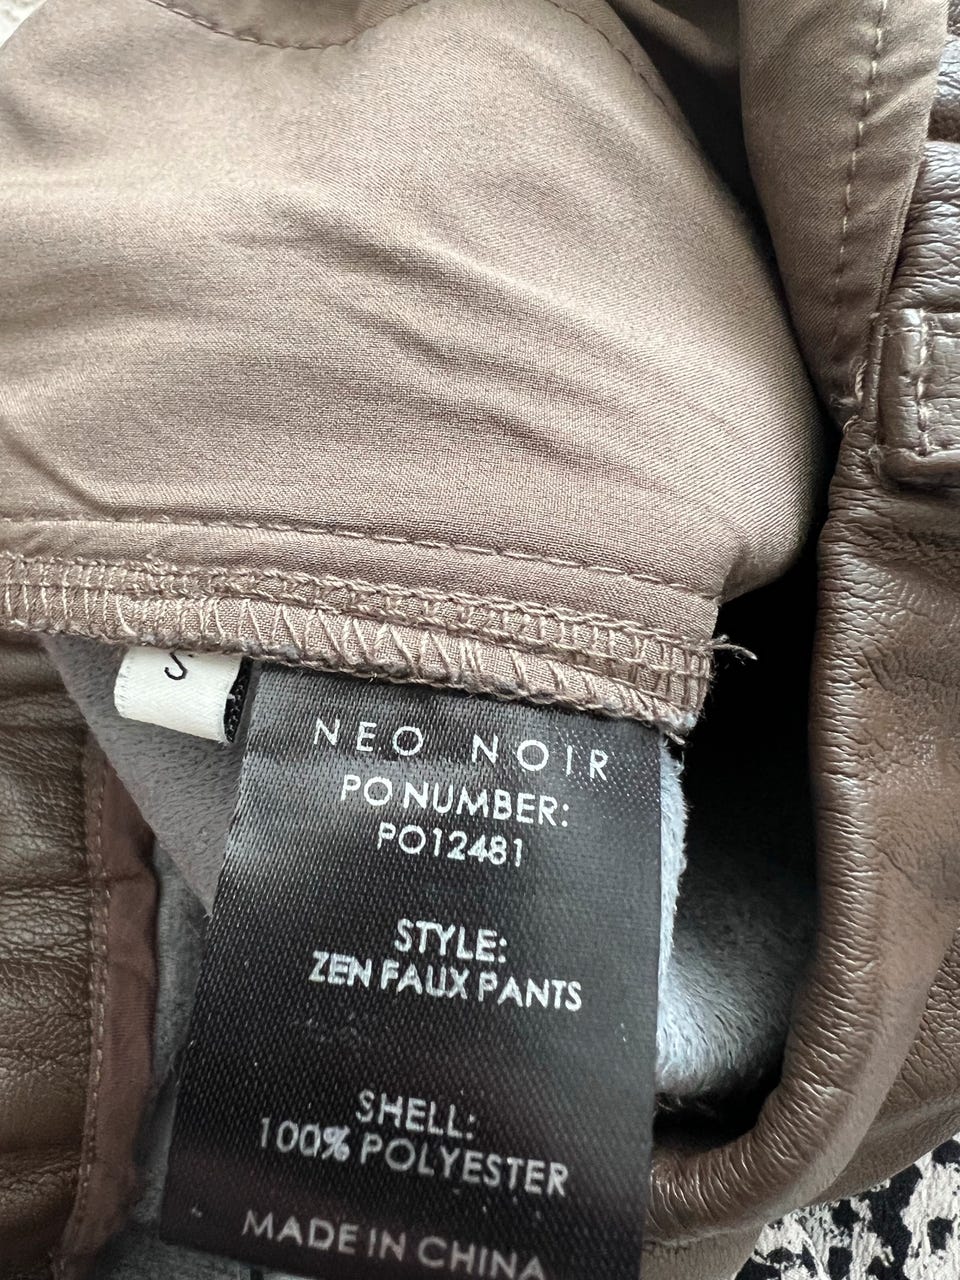 S
NEO NOIR
PO NUMBER:
PO12481
STYLE:
ZEN FAUX PANTS
SHELL:
100% POLYESTER
MADE IN CHINA